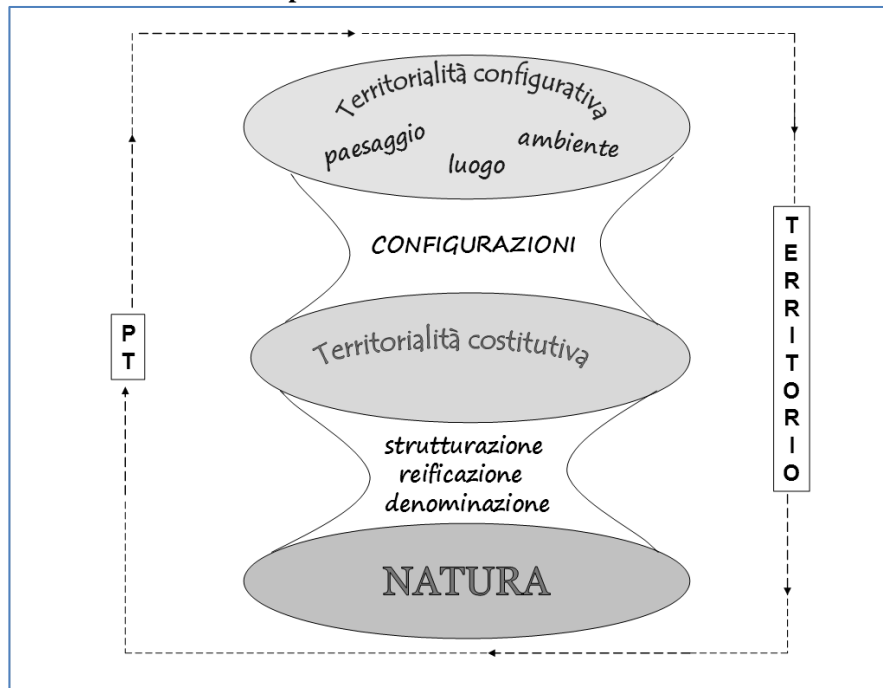 Territorialità configurativa
paesaggio
ambiente
luogo
CONFIGURAZIONI
PT
Territorialità costitutiva
TERRITORIO
strutturazione
reificazione
denominazione
NATURA